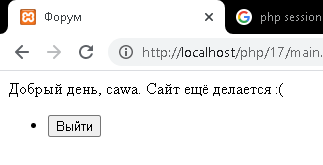 Форум
php session
http://localhost/php/17/main.
Добрый день, cawa. Сайт ещё делается :(
Выйти